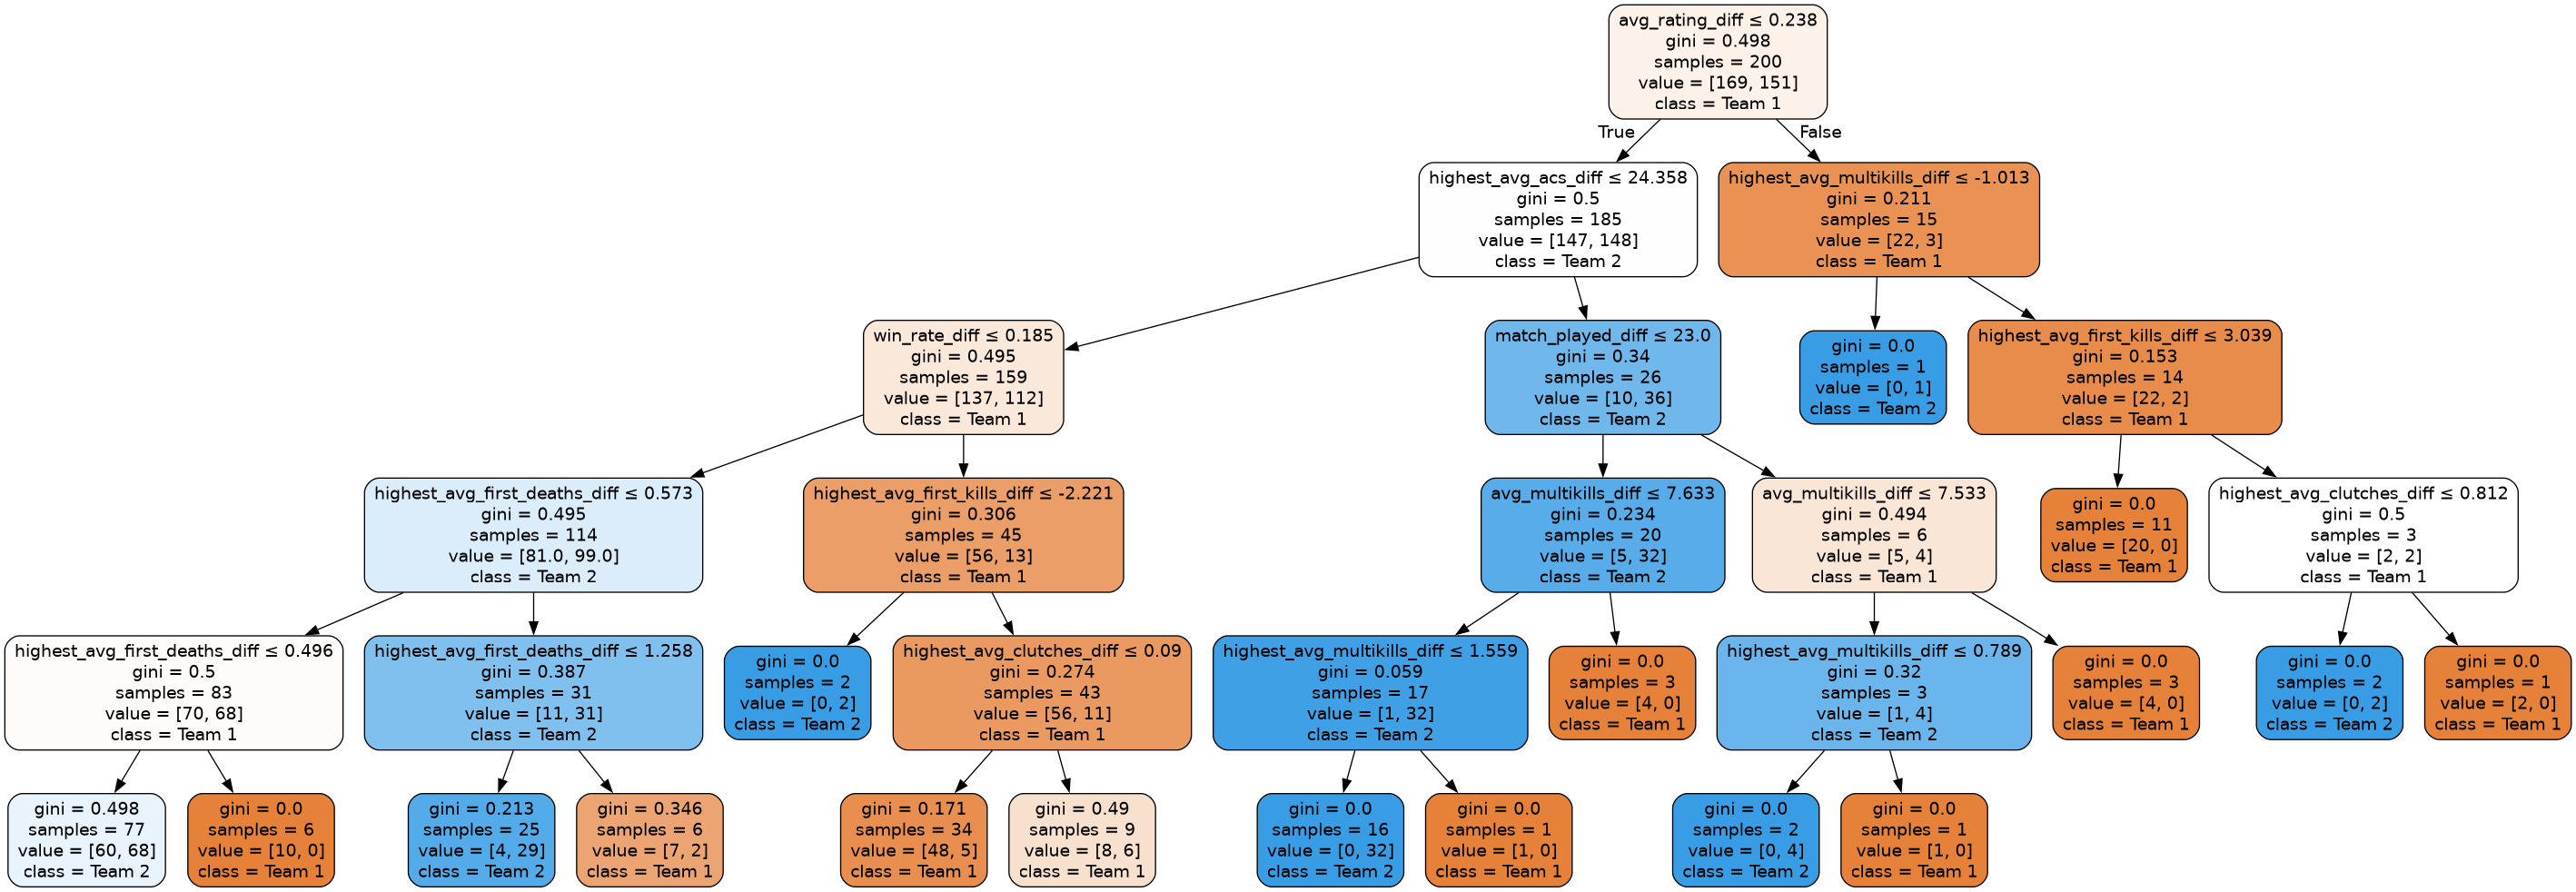 avg_rating_diff ≤ 0.238
gini = 0.498
samples = 200
value = [169, 151]
class = Team 1
True
False
highest_avg_acs_diff ≤ 24.358
gini = 0.5
samples = 185
value = [147, 148]
class = Team 2
highest_avg_multikills_diff ≤ -1.013
gini = 0.211
samples = 15
value = [22, 3]
class = Team 1
win_rate_diff ≤ 0.185
gini = 0.495
samples = 159
value = [137, 112]
class = Team 1
match_played_diff ≤ 23.0
gini = 0.34
samples = 26
value = [10, 36]
class = Team 2
gini = 0.0
samples = 1
value = [0, 1]
class = Team 2
highest_avg_first_kills_diff ≤ 3.039
gini = 0.153
samples = 14
value = [22, 2]
class = Team 1
highest_avg_first_deaths_diff ≤ 0.573
gini = 0.495
samples = 114
value = [81.0, 99.0]
class = Team 2
highest_avg_first_kills_diff ≤ -2.221
gini = 0.306
samples = 45
value = [56, 13]
class = Team 1
avg_multikills_diff ≤ 7.633
gini = 0.234
samples = 20
value = [5, 32]
class = Team 2
avg_multikills_diff ≤ 7.533
gini = 0.494
samples = 6
value = [5, 4]
class = Team 1
gini = 0.0
samples = 11
value = [20, 0]
class = Team 1
highest_avg_clutches_diff ≤ 0.812
gini = 0.5
samples = 3
value = [2, 2]
class = Team 1
highest_avg_first_deaths_diff ≤ 0.496
gini = 0.5
samples = 83
value = [70, 68]
class = Team 1
highest_avg_first_deaths_diff ≤ 1.258
gini = 0.387
samples = 31
value = [11, 31]
class = Team 2
gini = 0.0
samples = 2
value = [0, 2]
class = Team 2
highest_avg_clutches_diff ≤ 0.09
gini = 0.274
samples = 43
value = [56, 11]
class = Team 1
highest_avg_multikills_diff ≤ 1.559
gini = 0.059
samples = 17
value = [1, 32]
class = Team 2
gini = 0.0
samples = 3
value = [4, 0]
class = Team 1
highest_avg_multikills_diff ≤ 0.789
gini = 0.32
samples = 3
value = [1, 4]
class = Team 2
gini = 0.0
samples = 3
value = [4, 0]
class = Team 1
gini = 0.0
samples = 2
value = [0, 2]
class = Team 2
gini = 0.0
samples = 1
value = [2, 0]
class = Team 1
gini = 0.498
samples = 77
value = [60, 68]
class = Team 2
gini = 0.0
samples = 6
value = [10, 0]
class = Team 1
gini = 0.213
samples = 25
value = [4, 29]
class = Team 2
gini = 0.346
samples = 6
value = [7, 2]
class = Team 1
gini = 0.171
samples = 34
value = [48, 5]
class = Team 1
gini = 0.49
samples = 9
value = [8, 6]
class = Team 1
gini = 0.0
samples = 16
value = [0, 32]
class = Team 2
gini = 0.0
samples = 1
value = [1, 0]
class = Team 1
gini = 0.0
samples = 2
value = [0, 4]
class = Team 2
gini = 0.0
samples = 1
value = [1, 0]
class = Team 1